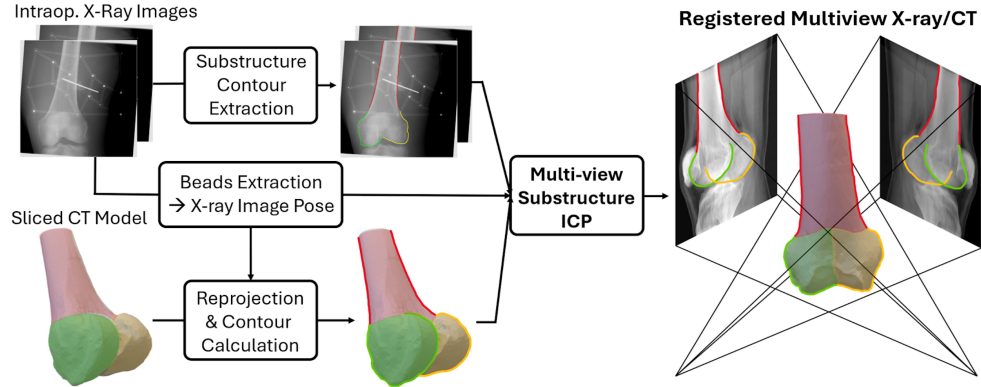 Intraop. X-Ray Images
Substructure
Contour
Extraction
Beads Extraction
→ X-ray Image Pose
Sliced CT Model
Reprojection
& Contour
Calculation
Multi-view
Substructure
ICP
Registered Multiview X-ray/CT